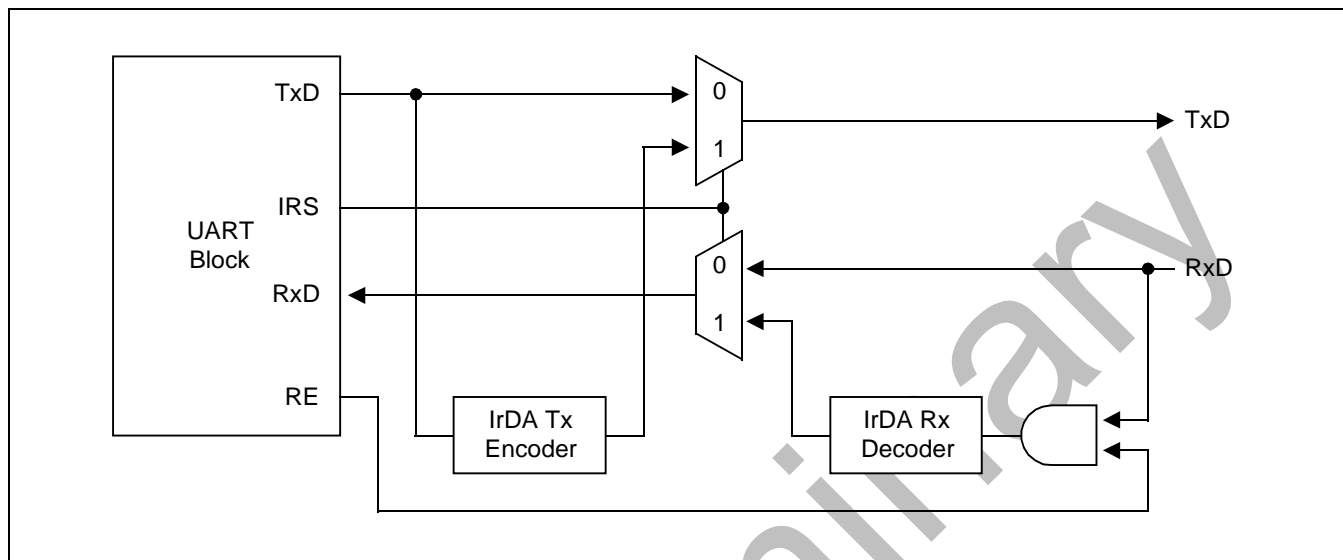 TxD
0
TxD
1
IRS
UART
Block
0
RxD
RxD
1
RE
IrDA Tx
Encoder
IrDA Rx
Decoder